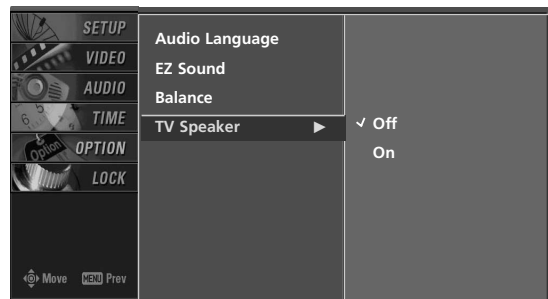 SETUP
VIDEO
AUDIO
TIME
OPTION
LOCK
Move MENU Prev
Audio Language
EZ Sound
Balance
TV Speaker
Off
On